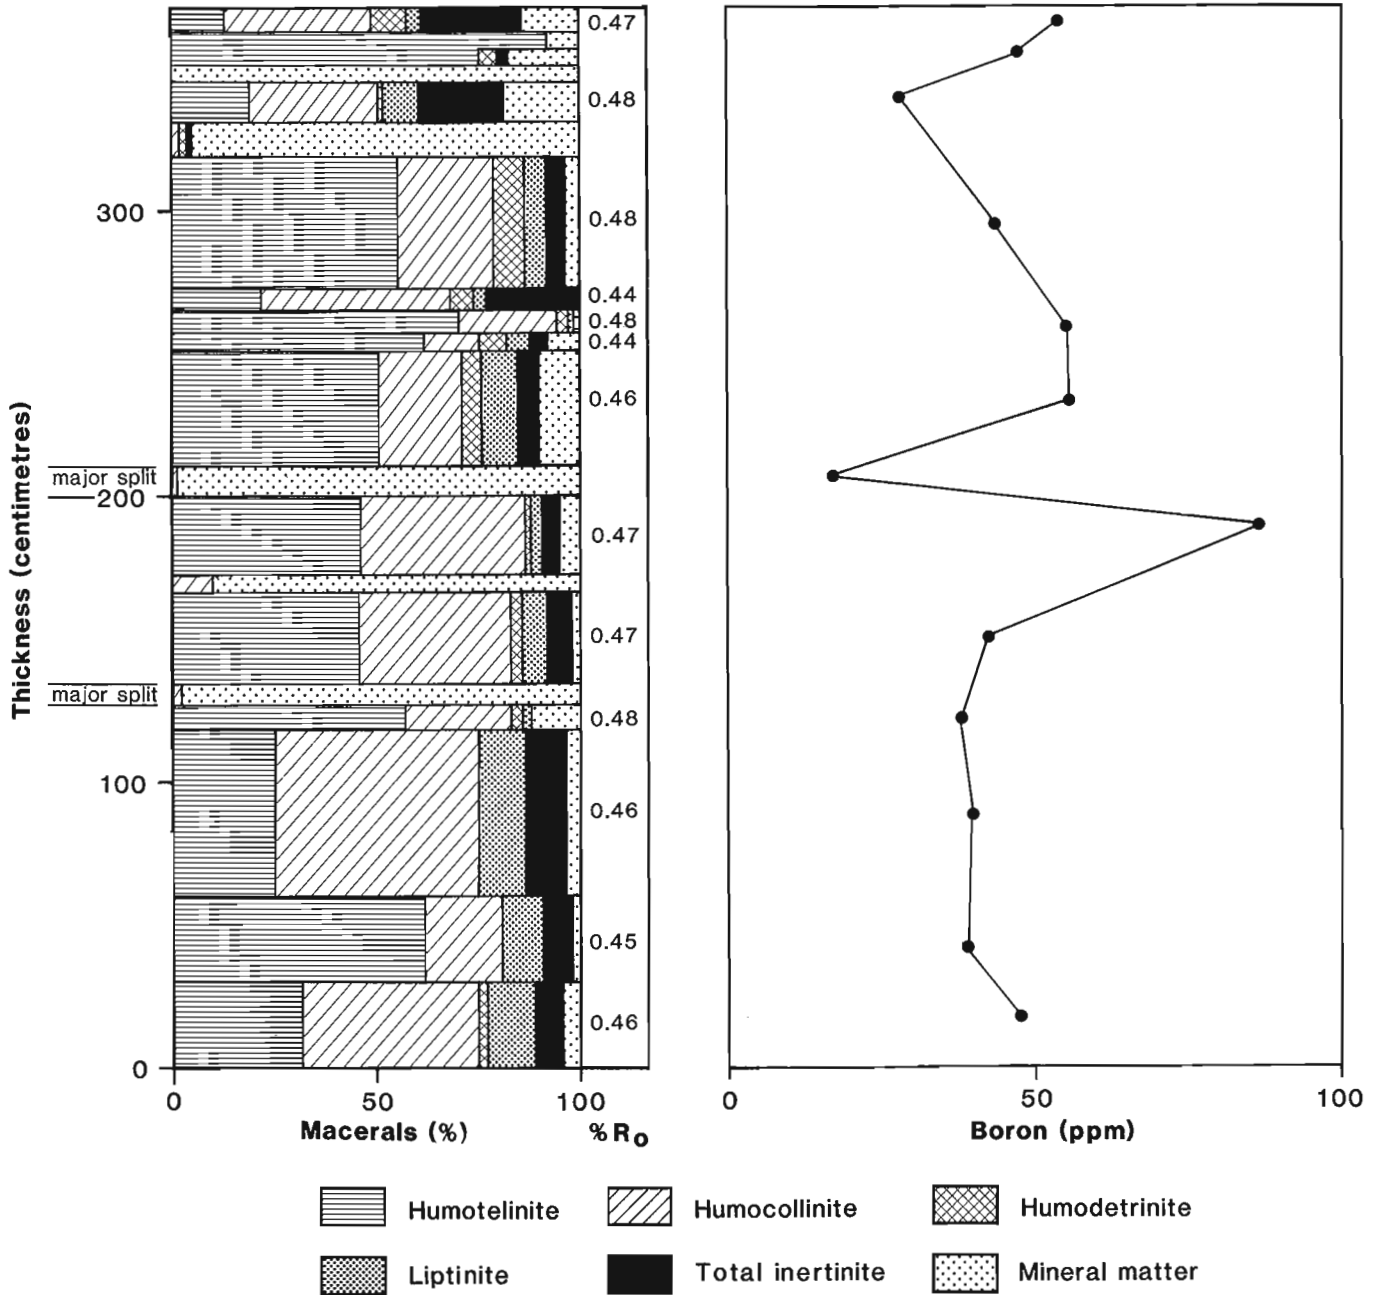 0.47
0.48
300
0.48
0.44
0.48
0.44
0.46
major split
200
0.47
0.47
major split
0.48
100
0.46
0.45
0.46
0
Thickness (centimetres)
0 50 100
Macerals (%) %Ro
0 50 100
Boron (ppm)
Humotelinite Humocollinite Humodetrinite
Liptinite Total inertinite Mineral matter